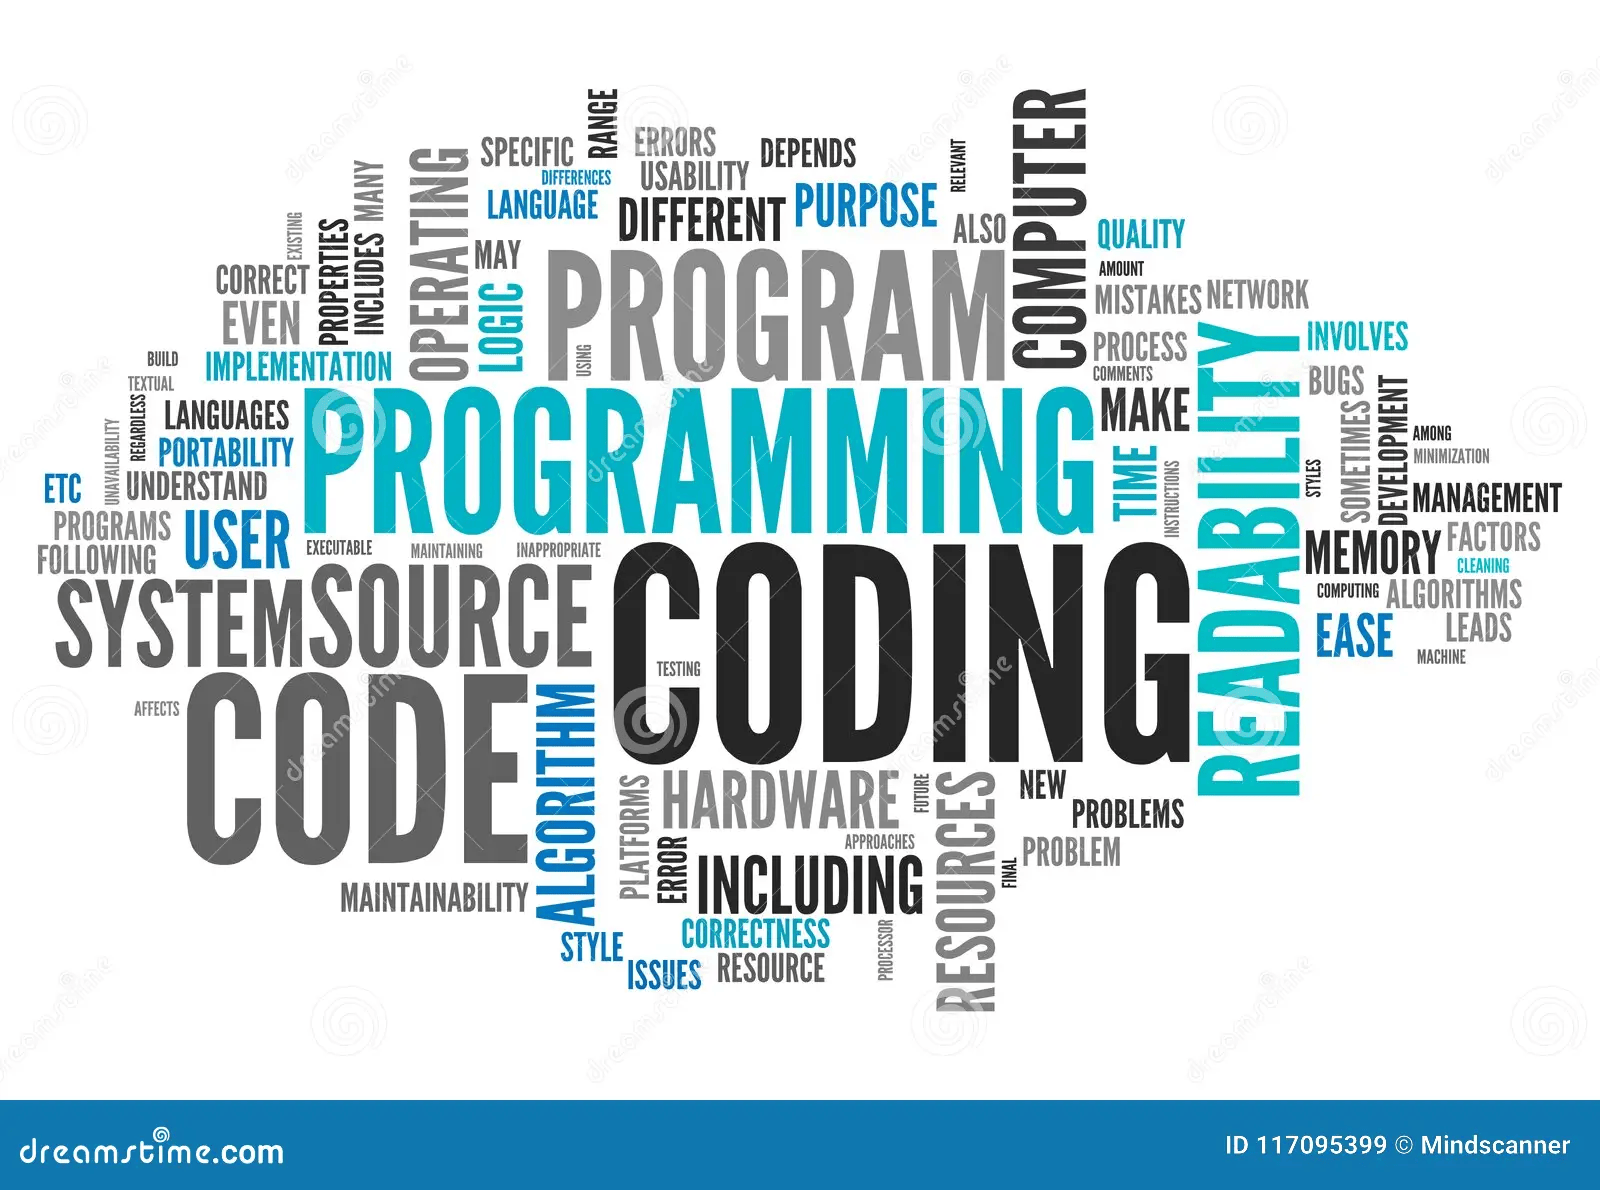 RANGE
SPECIFIC
ERRORS
DEPENDS
DIFFERENCES
USABILITY
RELEVANT
COMPUTER
LANGUAGE
DIFFERENT
PURPOSE
ALSO
QUALITY
EXISTING
MANY
OPERATING
MAY
AMOUNT
CORRECT
PROPERTIES
INCLUDES
LOGIC
PROGRAM
MISTAKES
NETWORK
EVEN
USING
PROCESS
READABILITY
INVOLVES
BUILD
IMPLEMENTATION
COMMENTS
BUGS
TEXTUAL
REGARDLESS
LANGUAGES
PROGRAMMING
MAKE
SOMETIMES
DEVELOPMENT
AMONG
UNAVAILABILITY
PORTABILITY
TIME
INSTRUCTIONS
STYLES
MINIMIZATION
ETC
UNDERSTAND
MANAGEMENT
PROGRAMS
USER
EXECUTABLE
MAINTAINING
INAPPROPRIATE
MEMORY
FACTORS
FOLLOWING
CLEANING
SYSTEM
SOURCE
CODING
COMPUTING
ALGORITHMS
EASE
LEADS
TESTING
MACHINE
AFFECTS
CODE
ALGORITHM
PLATFORMS
HARDWARE
FUTURE
RESOURCES
NEW
PROBLEMS
ERROR
APPROACHES
PROBLEM
MAINTAINABILITY
INCLUDING
FINAL
STYLE
CORRECTNESS
PROCESSOR
ISSUES
RESOURCE
dreamstime.com
ID 117095399 © Mindscanner